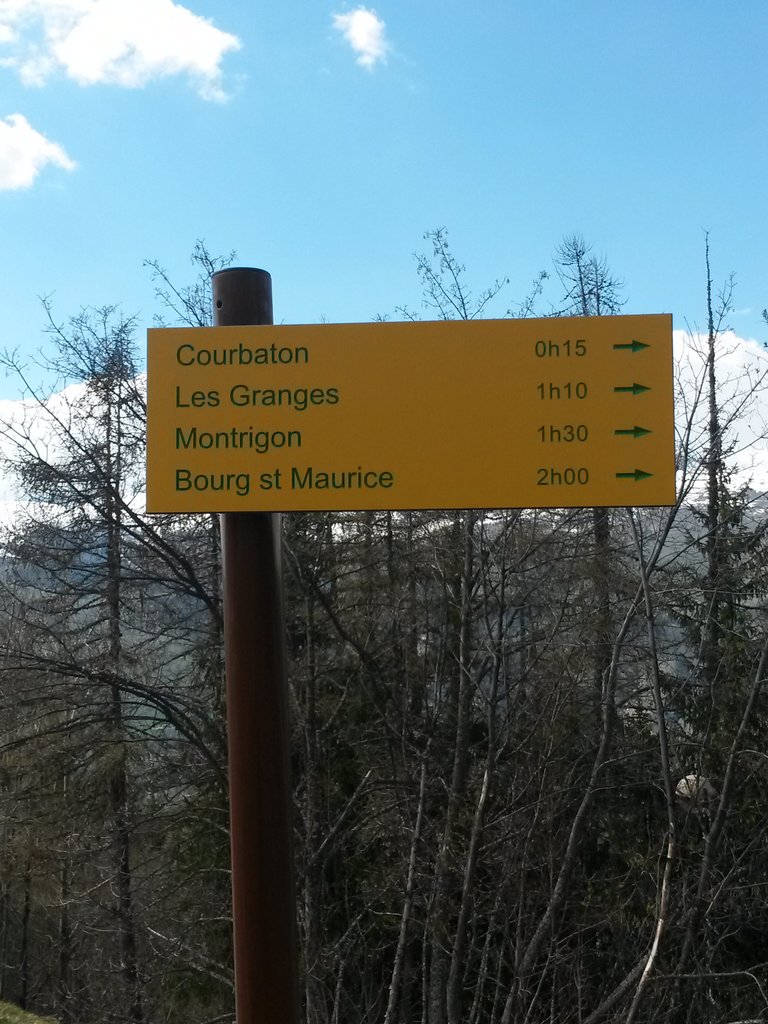 Courbaton 0h15 →
Les Granges 1h10 →
Montrigon 1h30 →
Bourg st Maurice 2h00 →